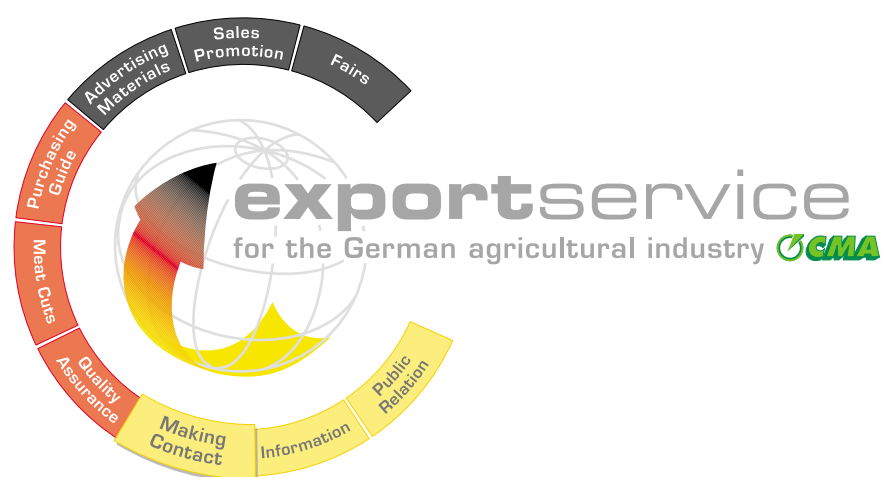 Sales
Promotion
Fairs
Advertising
Materials
Purchasing
Guide
Meat Cuts
Quality
Assurance
Making
Contact
Information
Public
Relation
exportservice
for the German agricultural industry CMA